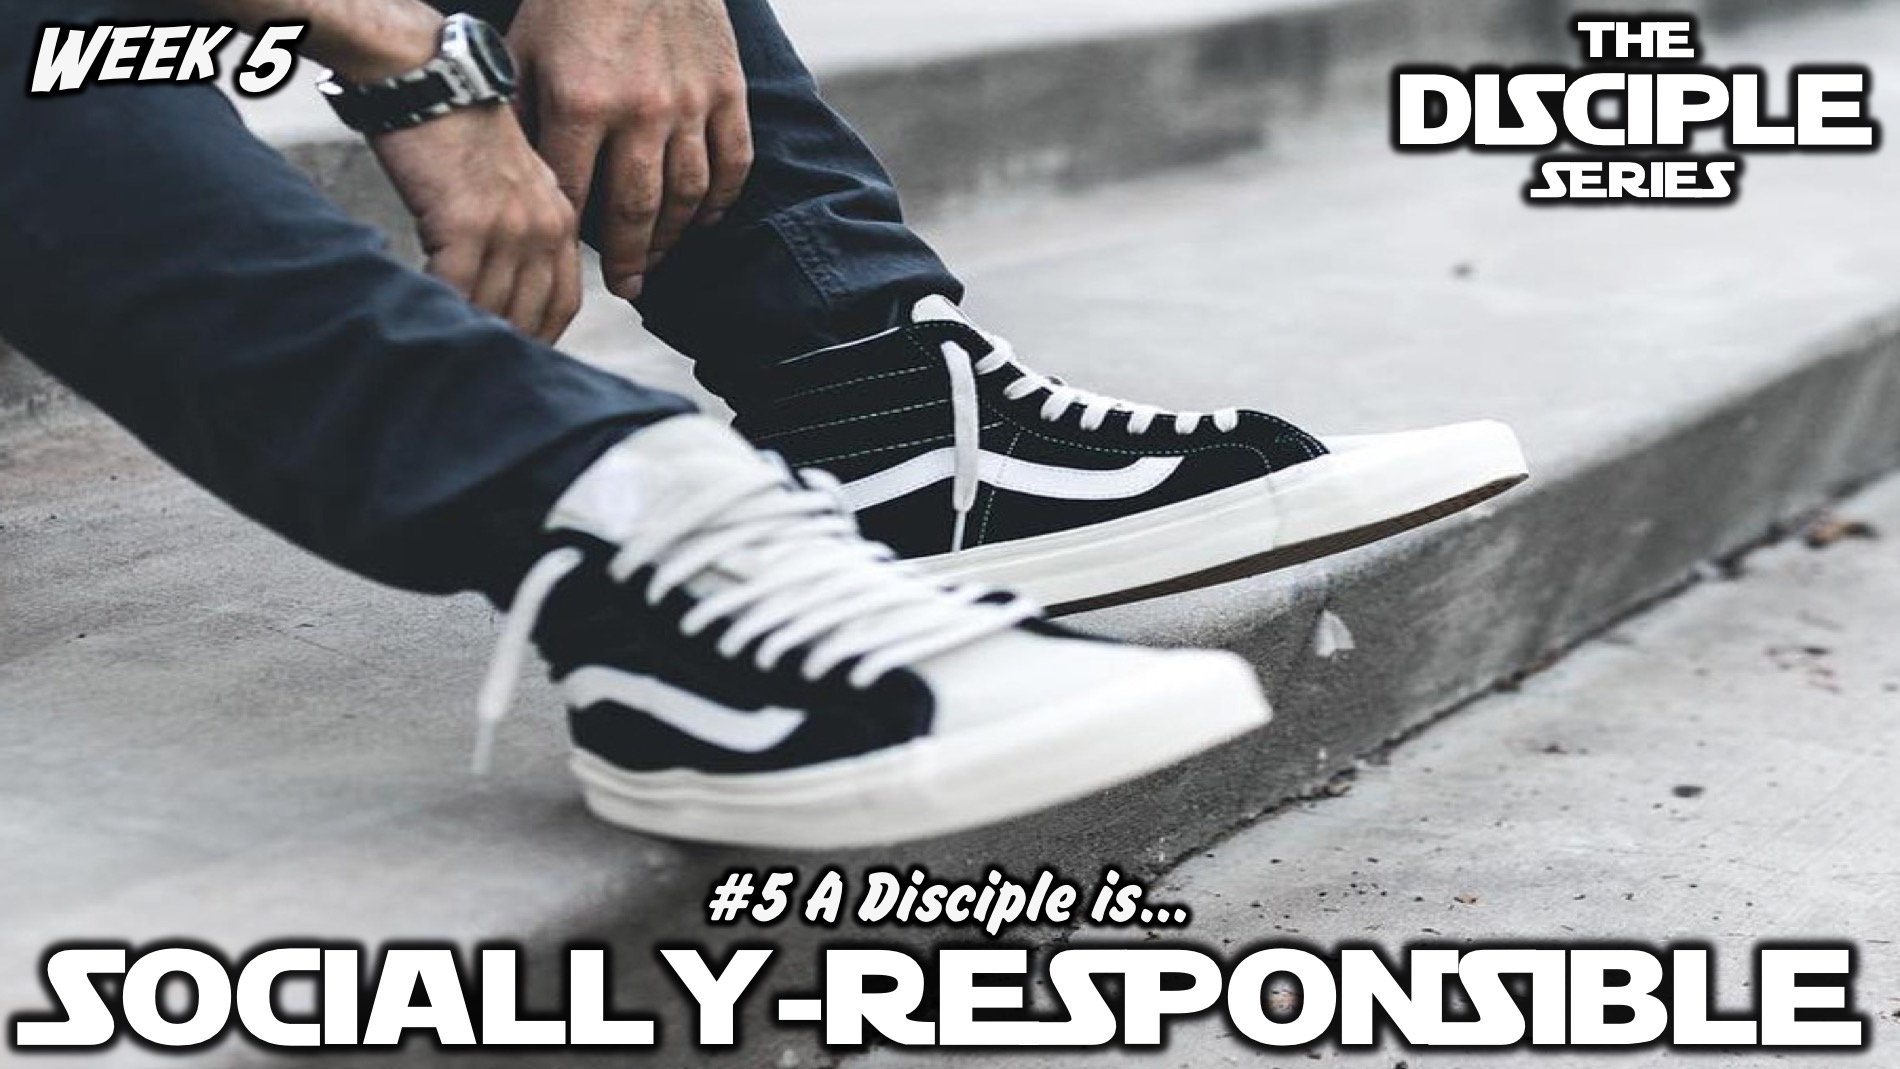 Week 5
THE
DISCIPLE
SERIES
#5 A Disciple is...
SOCIALLY-RESPONSIBLE